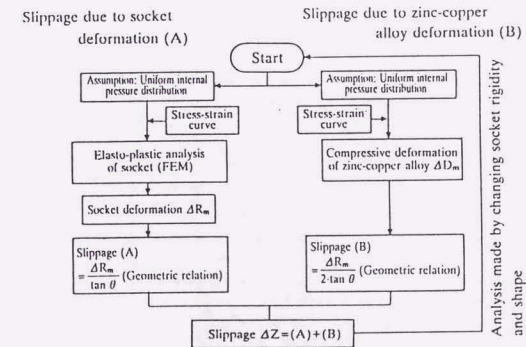 Slippage due to socket
deformation (A)
Slippage due to zinc-copper
alloy deformation (B)
Start
Assumption: Uniform internal
pressure distribution
Assumption: Uniform internal
pressure distribution
Stress-strain
curve
Stress-strain
curve
Elasto-plastic analysis
of socket (FEM)
Compressive deformation
of zinc-copper alloy ΔDm
Socket deformation ΔRm
Slippage (A)
= ΔRm / tan θ (Geometric relation)
Slippage (B)
= ΔRm / 2·tan θ (Geometric relation)
Slippage ΔZ=(A)+(B)
Analysis made by changing socket rigidity
and shape